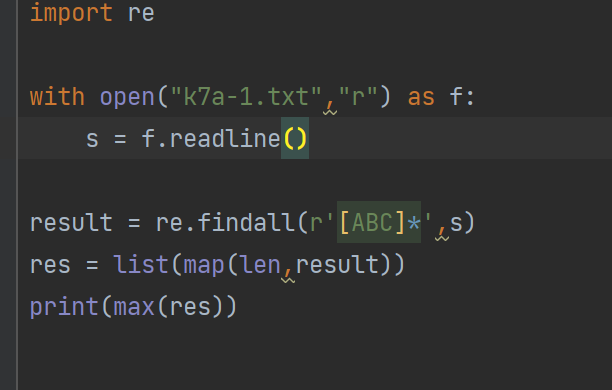 import re
with open("k7a-1.txt","r") as f:
    s = f.readline()
result = re.findall(r'[ABC]*',s)
res = list(map(len,result))
print(max(res))